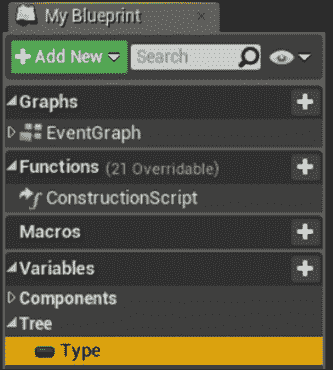 My Blueprint
Add New Search
Graphs
EventGraph
Functions (21 Overridable)
ConstructionScript
Macros
Variables
Components
Tree
Type